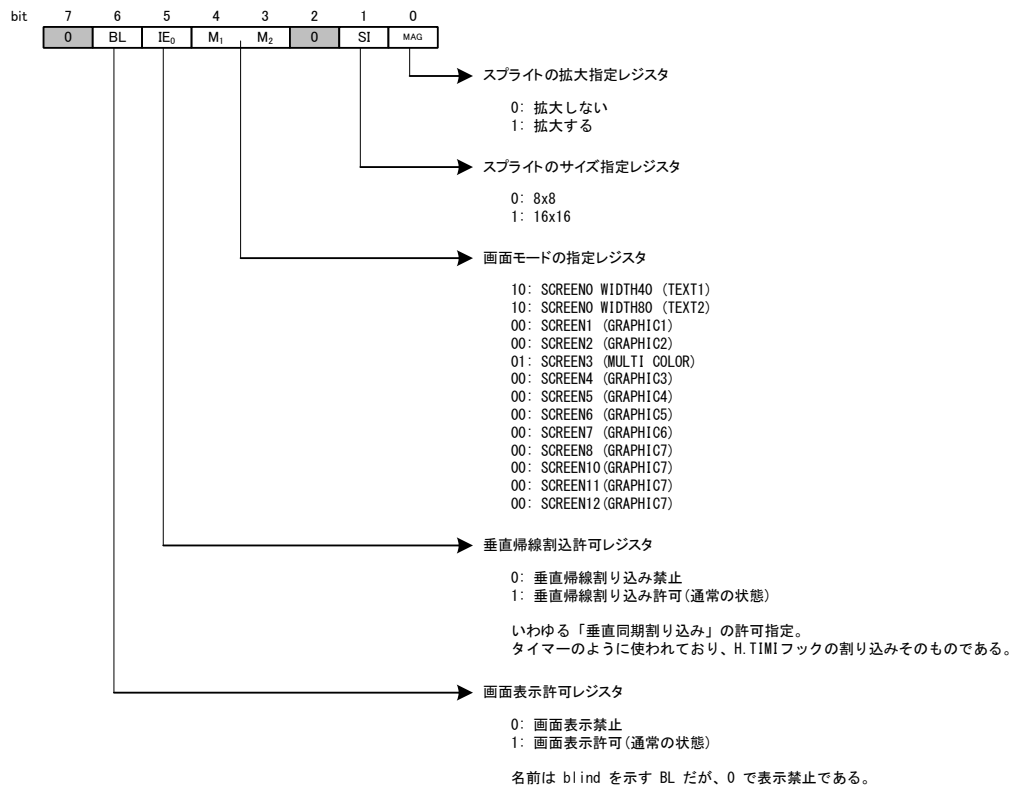 bit 7 6 5 4 3 2 1 0
0 BL IE₀ M₁ M₂ 0 SI MAG
スプライトの拡大指定レジスタ
0: 拡大しない
1: 拡大する
スプライトのサイズ指定レジスタ
0: 8x8
1: 16x16
画面モードの指定レジスタ
10: SCREEN0 WIDTH40 (TEXT1)
10: SCREEN0 WIDTH80 (TEXT2)
00: SCREEN1 (GRAPHIC1)
00: SCREEN2 (GRAPHIC2)
01: SCREEN3 (MULTI COLOR)
00: SCREEN4 (GRAPHIC3)
00: SCREEN5 (GRAPHIC4)
00: SCREEN6 (GRAPHIC5)
00: SCREEN7 (GRAPHIC6)
00: SCREEN8 (GRAPHIC7)
00: SCREEN10(GRAPHIC7)
00: SCREEN11(GRAPHIC7)
00: SCREEN12(GRAPHIC7)
垂直帰線割込許可レジスタ
0: 垂直帰線割り込み禁止
1: 垂直帰線割り込み許可(通常の状態)
いわゆる「垂直同期割り込み」の許可指定。
タイマーのように使われており、H.TIMIフックの割り込みそのものである。
画面表示許可レジスタ
0: 画面表示禁止
1: 画面表示許可(通常の状態)
名前は blind を示す BL だが、0 で表示禁止である。